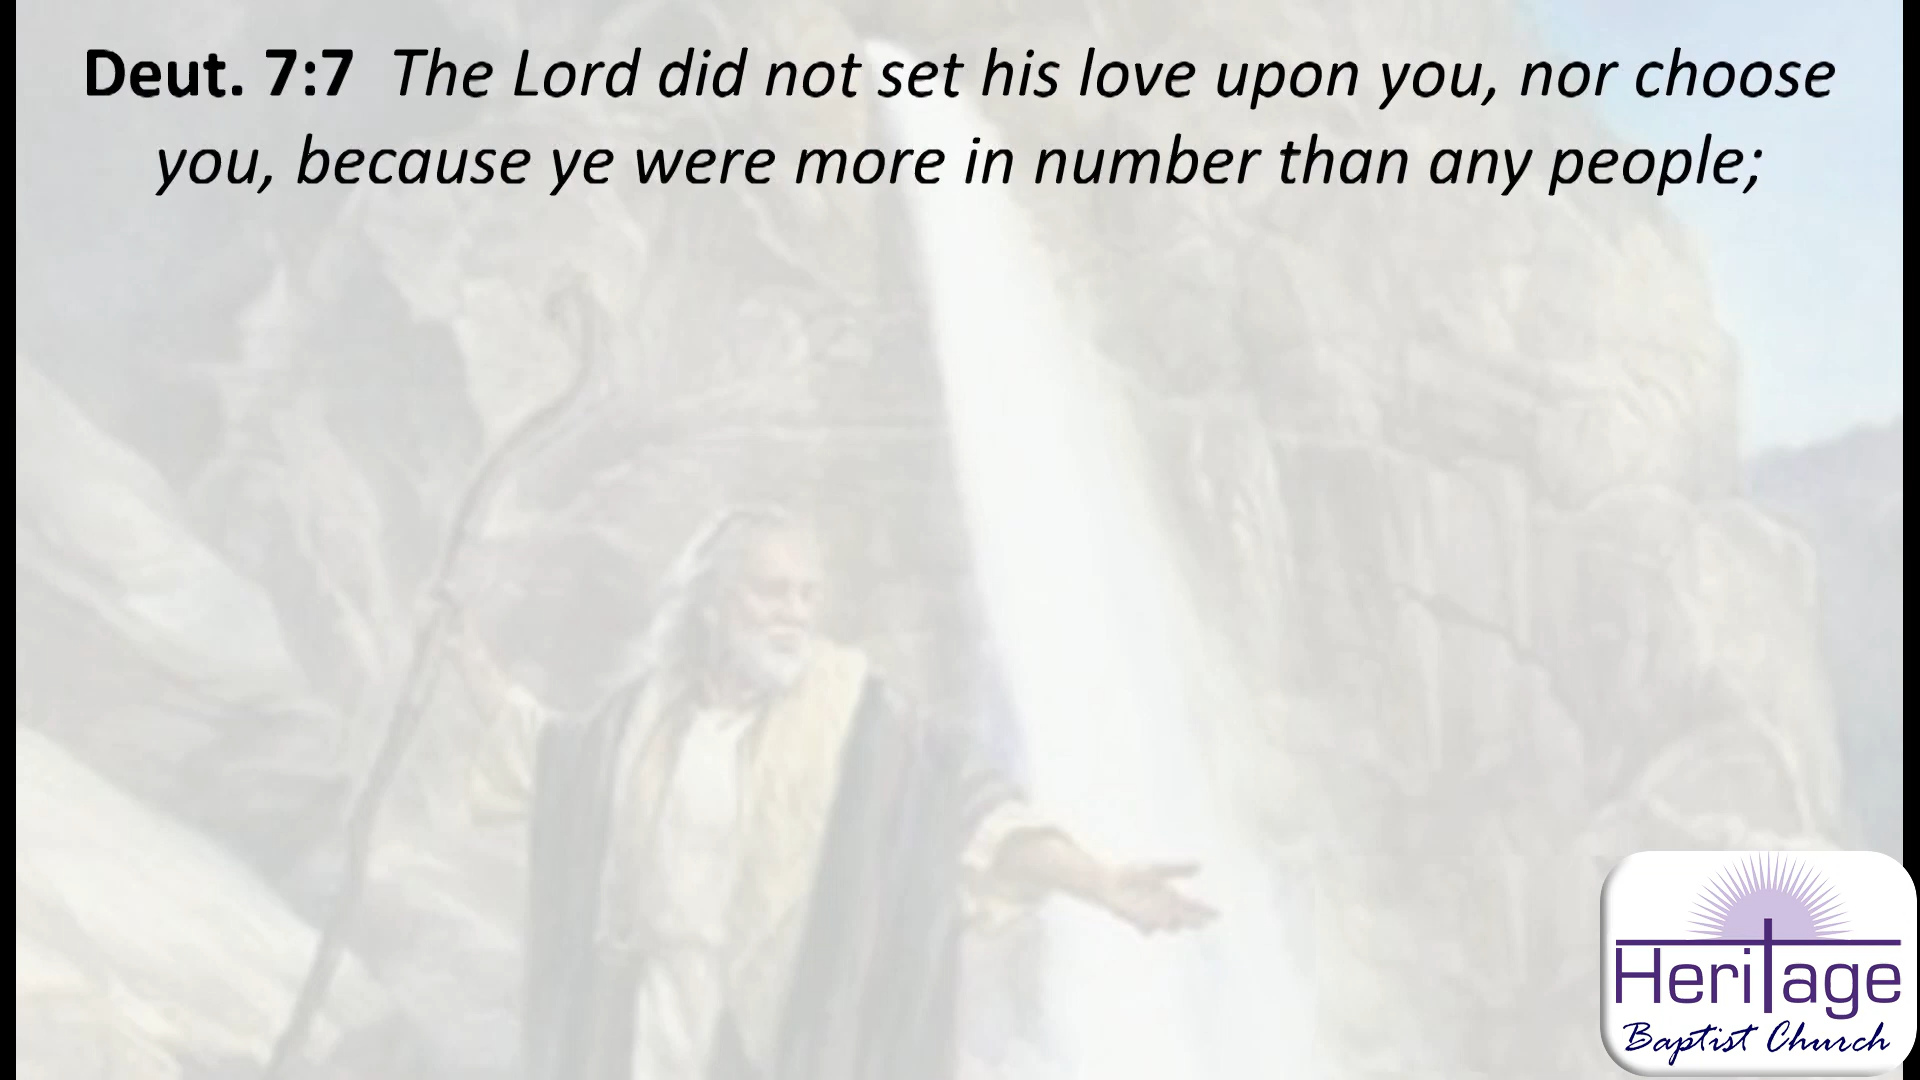 Deut. 7:7 The Lord did not set his love upon you, nor choose
you, because ye were more in number than any people;
Heritage
Baptist Church